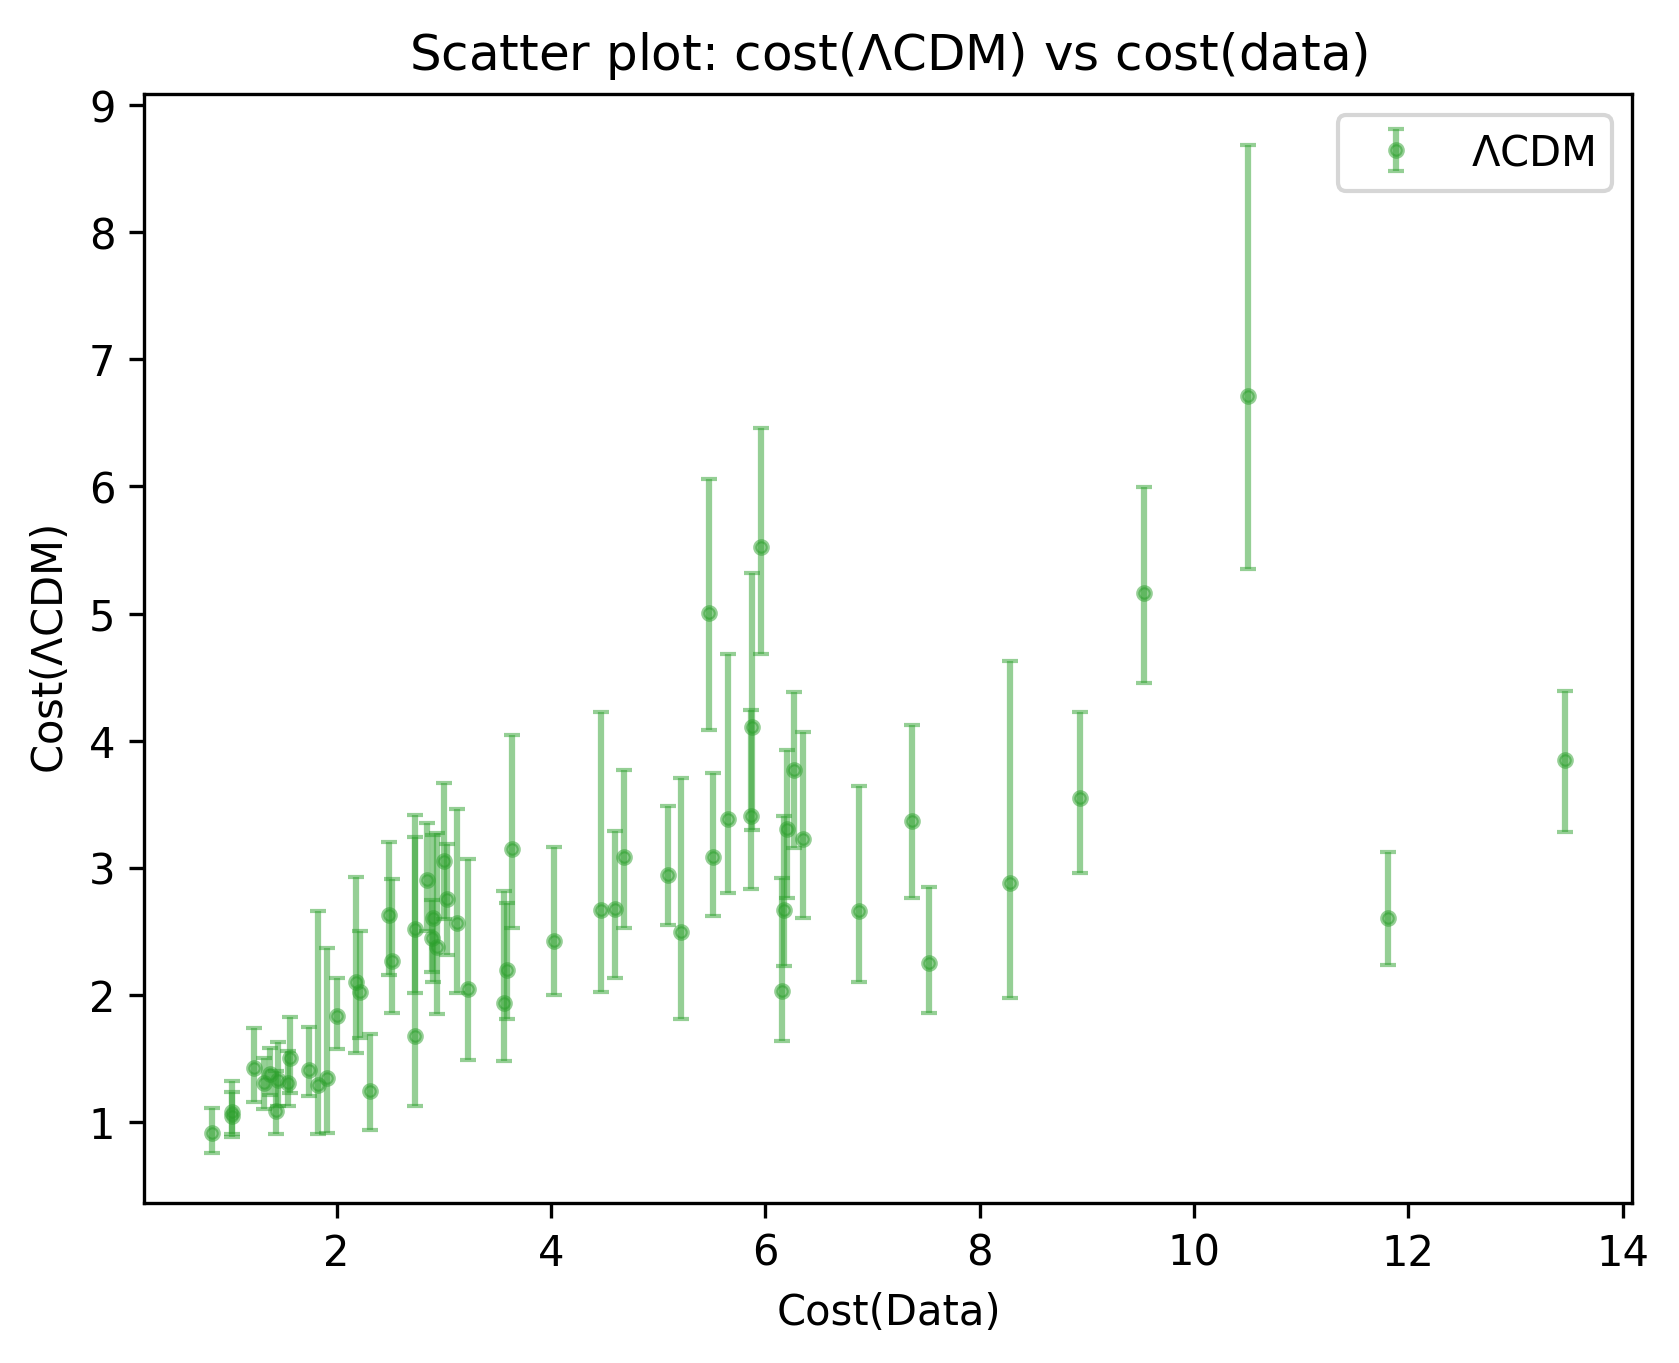 Scatter plot: cost(ΛCDM) vs cost(data)
ΛCDM
9
8
7
6
5
4
3
2
1
Cost(ΛCDM)
2 4 6 8 10 12 14
Cost(Data)